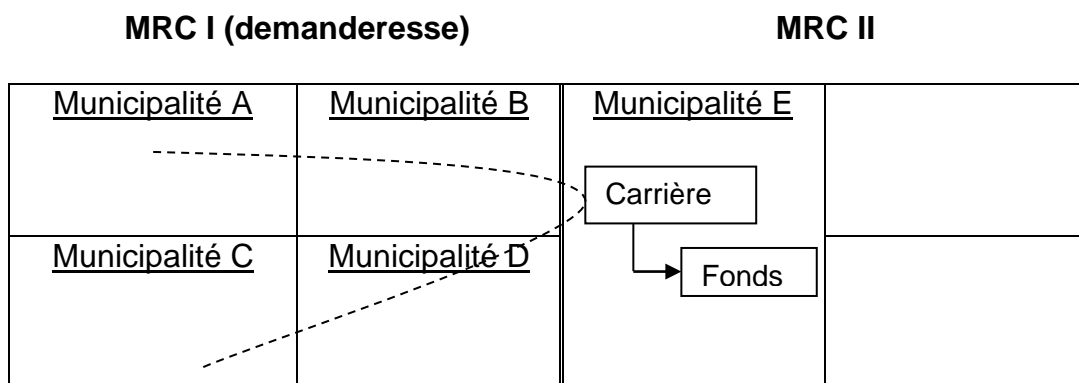 MRC I (demanderesse) MRC II
Municipalité A Municipalité B Municipalité E
Carrière
Municipalité C Municipalité D
Fonds